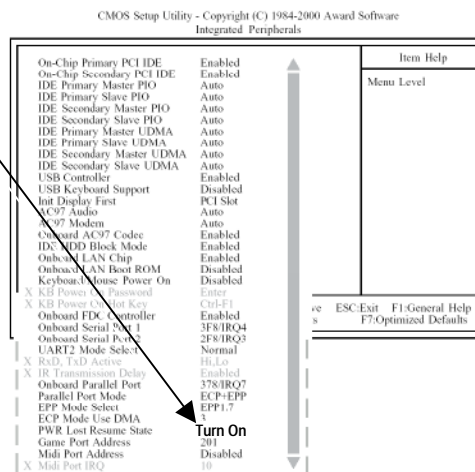 CMOS Setup Utility - Copyright (C) 1984-2000 Award Software
Integrated Peripherals
Item Help
Menu Level
On-Chip Primary PCI IDE Enabled
On-Chip Secondary PCI IDE Enabled
IDE Primary Master PIO Auto
IDE Primary Slave PIO Auto
IDE Secondary Master PIO Auto
IDE Secondary Slave PIO Auto
IDE Primary Master UDMA Auto
IDE Primary Slave UDMA Auto
IDE Secondary Master UDMA Auto
IDE Secondary Slave UDMA Auto
USB Controller Enabled
USB Keyboard Support Disabled
Init Display First PCI Slot
AC97 Audio Auto
AC97 Modem Auto
Onboard AC97 Codec Enabled
IDE HDD Block Mode Enabled
Onboard LAN Chip Enabled
Onboard LAN Boot ROM Disabled
Keyboard/Mouse Power On Disabled
X KB Power On Password Enter
X KB Power On Hot Key Ctrl-F1
Onboard FDC Controller Enabled
Onboard Serial Port 1 3F8/IRQ4
Onboard Serial Port 2 2F8/IRQ3
UART2 Mode Select Normal
X RxD, TxD Active Hi,Lo
X IR Transmission Delay Enabled
Onboard Parallel Port 378/IRQ7
Parallel Port Mode ECP+EPP
EPP Mode Select EPP1.7
ECP Mode Use DMA 3
PWR Lost Resume State Turn On
Game Port Address 201
Midi Port Address Disabled
X Midi Port IRQ 10
ESC:Exit F1:General Help
F7:Optimized Defaults